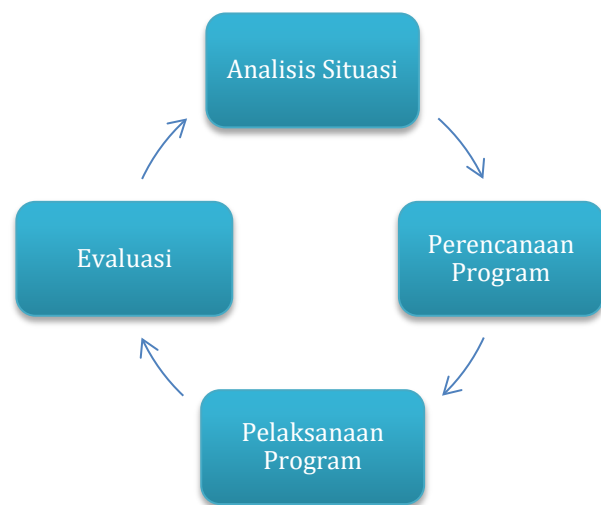 Analisis Situasi
Perencanaan
Program
Pelaksanaan
Program
Evaluasi